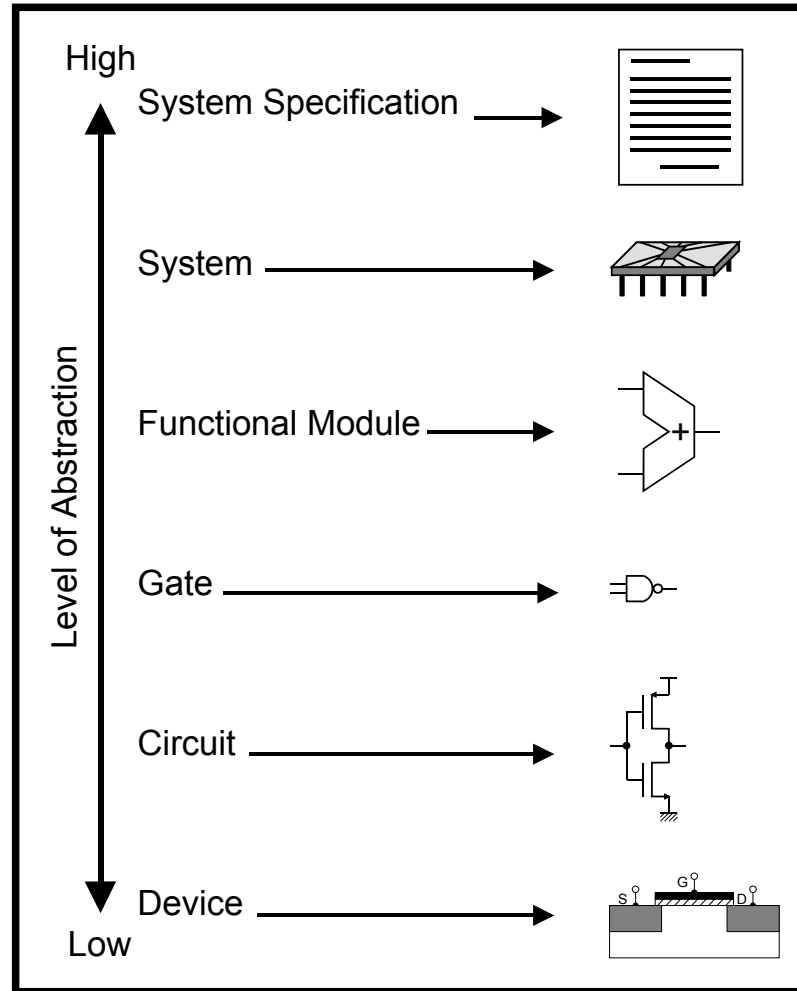 High
System Specification
System
Level of Abstraction
Functional Module
+
Gate
Circuit
Device
S
G
D
Low